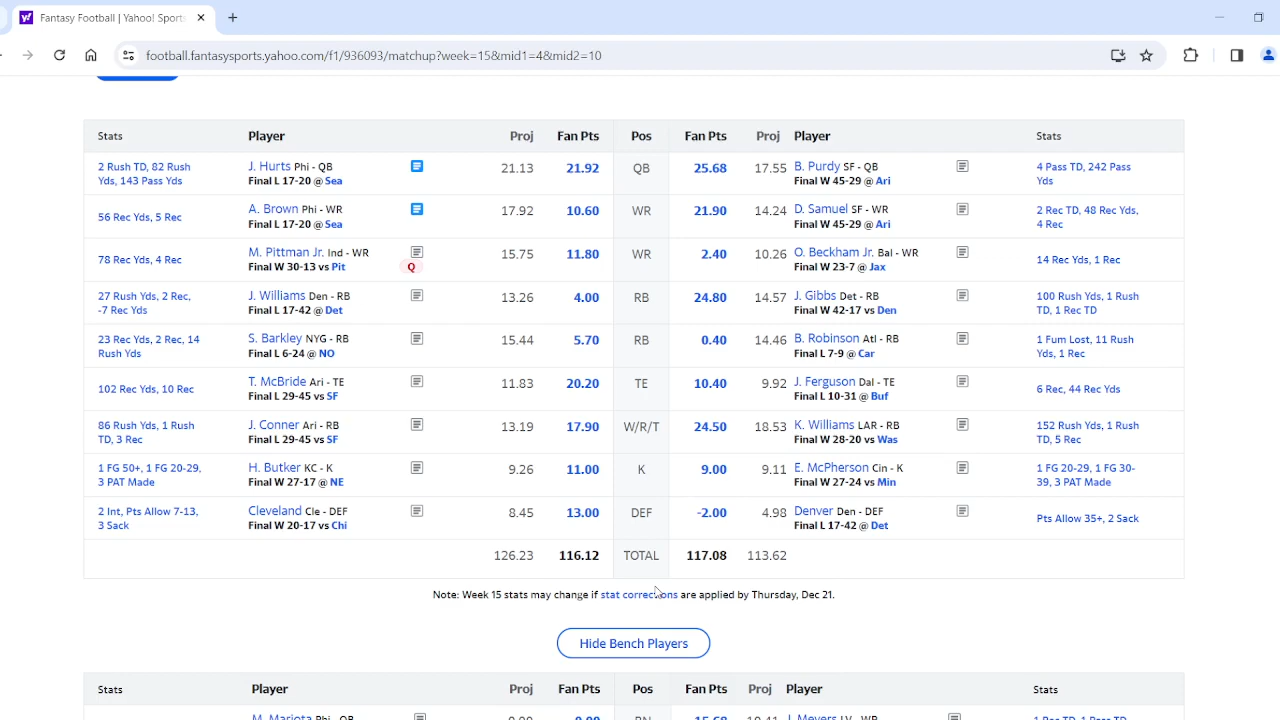 Fantasy Football | Yahoo! Sports
football.fantasysports.yahoo.com/f1/936093/matchup?week=15&mid1=4&mid2=10
Stats Player Proj Fan Pts Pos Fan Pts Proj Player Stats
2 Rush TD, 82 Rush J. Hurts Phi - QB 21.13 21.92 QB 25.68 17.55 B. Purdy SF - QB 4 Pass TD, 242 Pass
Yds, 143 Pass Yds Final L 17-20 @ Sea Final W 45-29 @ Ari Yds
56 Rec Yds, 5 Rec A. Brown Phi - WR 17.92 10.60 WR 21.90 14.24 D. Samuel SF - WR 2 Rec TD, 48 Rec Yds,
Final L 17-20 @ Sea Final W 45-29 @ Ari 4 Rec
78 Rec Yds, 4 Rec M. Pittman Jr. Ind - WR 15.75 11.80 WR 2.40 10.26 O. Beckham Jr. Bal - WR 14 Rec Yds, 1 Rec
Final W 30-13 vs Pit Q Final W 23-7 @ Jax
27 Rush Yds, 2 Rec, J. Williams Den - RB 13.26 4.00 RB 24.80 14.57 J. Gibbs Det - RB 100 Rush Yds, 1 Rush
-7 Rec Yds Final L 17-42 @ Det Final W 42-17 vs Den TD, 1 Rec TD
23 Rec Yds, 2 Rec, 14 S. Barkley NYG - RB 15.44 5.70 RB 0.40 14.46 B. Robinson Atl - RB 1 Fum Lost, 11 Rush
Rush Yds Final L 6-24 @ NO Final L 7-9 @ Car Yds, 1 Rec
102 Rec Yds, 10 Rec T. McBride Ari - TE 11.83 20.20 TE 10.40 9.92 J. Ferguson Dal - TE 6 Rec, 44 Rec Yds
Final L 29-45 vs SF Final L 10-31 @ Buf
86 Rush Yds, 1 Rush J. Conner Ari - RB 13.19 17.90 W/R/T 24.50 18.53 K. Williams LAR - RB 152 Rush Yds, 1 Rush
TD, 3 Rec Final L 29-45 vs SF Final W 28-20 vs Was TD, 5 Rec
1 FG 50+, 1 FG 20-29, H. Butker KC - K 9.26 11.00 K 9.00 9.11 E. McPherson Cin - K 1 FG 20-29, 1 FG 30-
3 PAT Made Final W 27-17 @ NE Final W 27-24 vs Min 39, 3 PAT Made
2 Int, Pts Allow 7-13, Cleveland Cle - DEF 8.45 13.00 DEF -2.00 4.98 Denver Den - DEF Pts Allow 35+, 2 Sack
3 Sack Final W 20-17 vs Chi Final L 17-42 @ Det
126.23 116.12 TOTAL 117.08 113.62
Note: Week 15 stats may change if stat corrections are applied by Thursday, Dec 21.
Hide Bench Players
Stats Player Proj Fan Pts Pos Fan Pts Proj Player Stats
M. Mariota Phi - QB 0.00 0.00 BN 15.68 10.41 J. Meyers LV - WR 1 Rec TD, 1 Pass